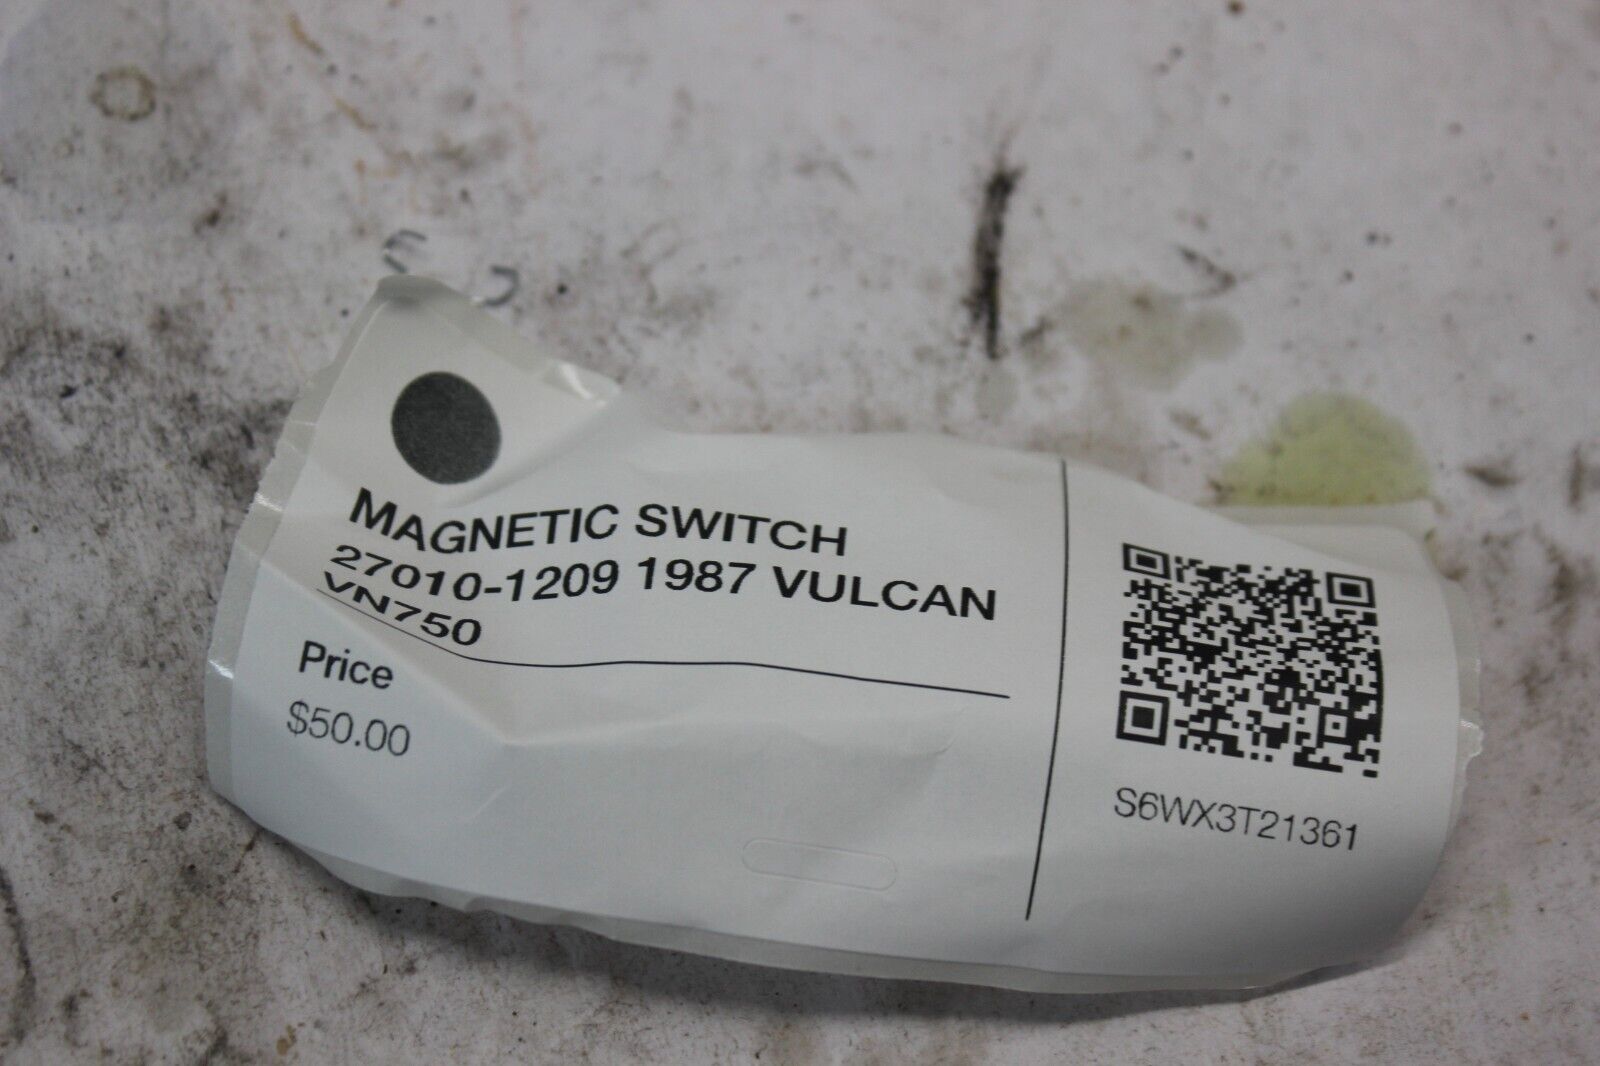 MAGNETIC SWITCH
27010-1209 1987 VULCAN
VN750
Price
$50.00
S6WX3T21361